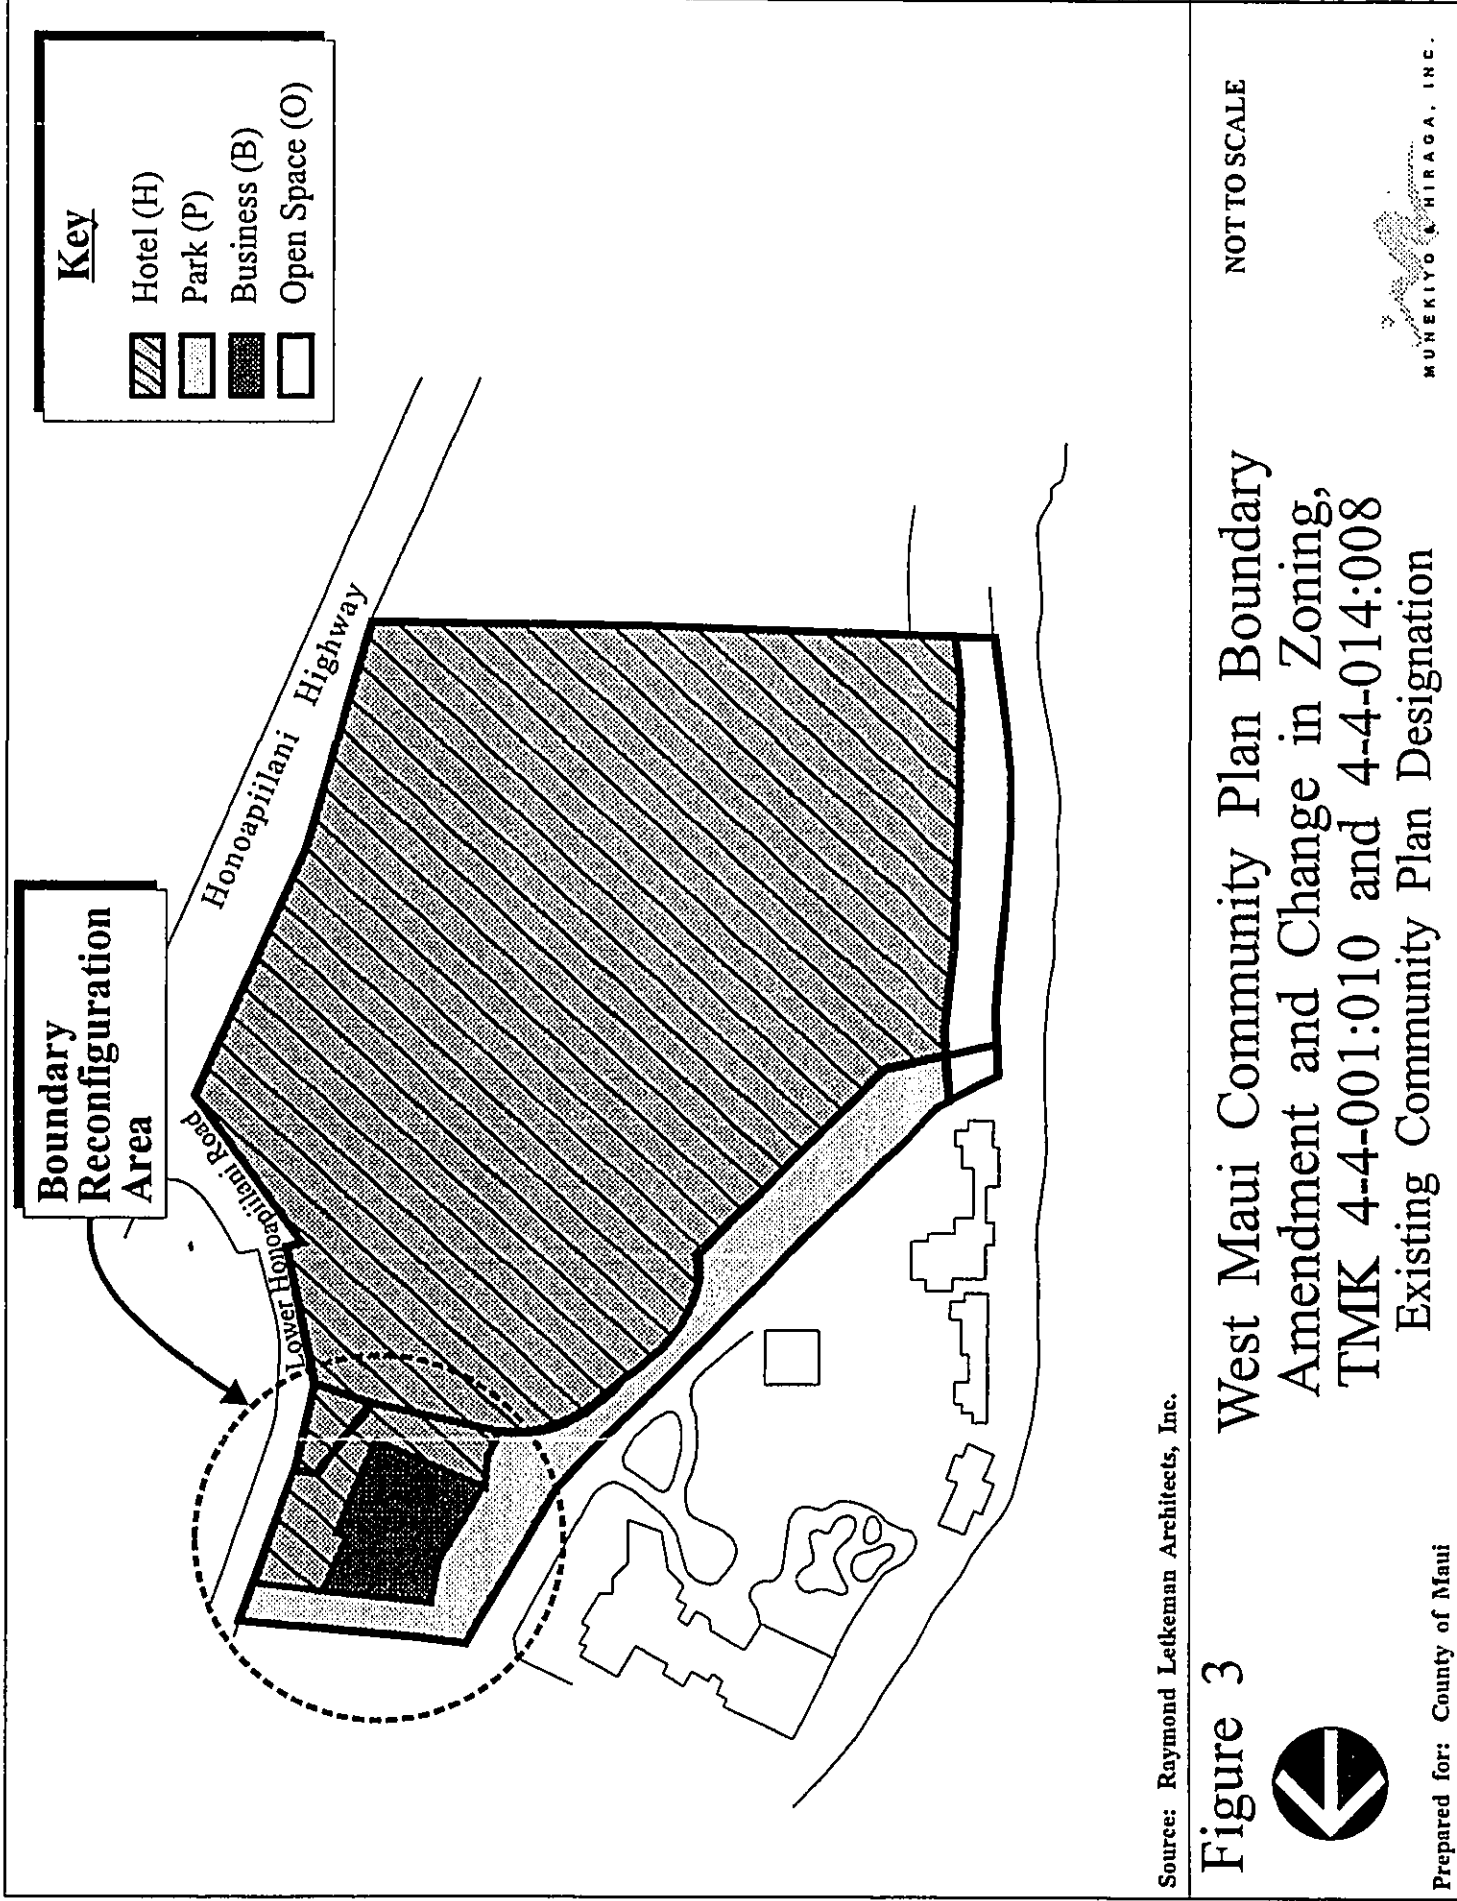 Key
Hotel (H)
Park (P)
Business (B)
Open Space (O)
Boundary
Reconfiguration
Area
Honoapiilani Highway
Lower Honoapiilani Road
Source: Raymond Letkeman Architects, Inc.
Figure 3
West Maui Community Plan Boundary
Amendment and Change in Zoning,
TMK 4-4-001:010 and 4-4-014:008
Existing Community Plan Designation
NOT TO SCALE
Prepared for: County of Maui
MUNEKIYO & HIRAGA, INC.